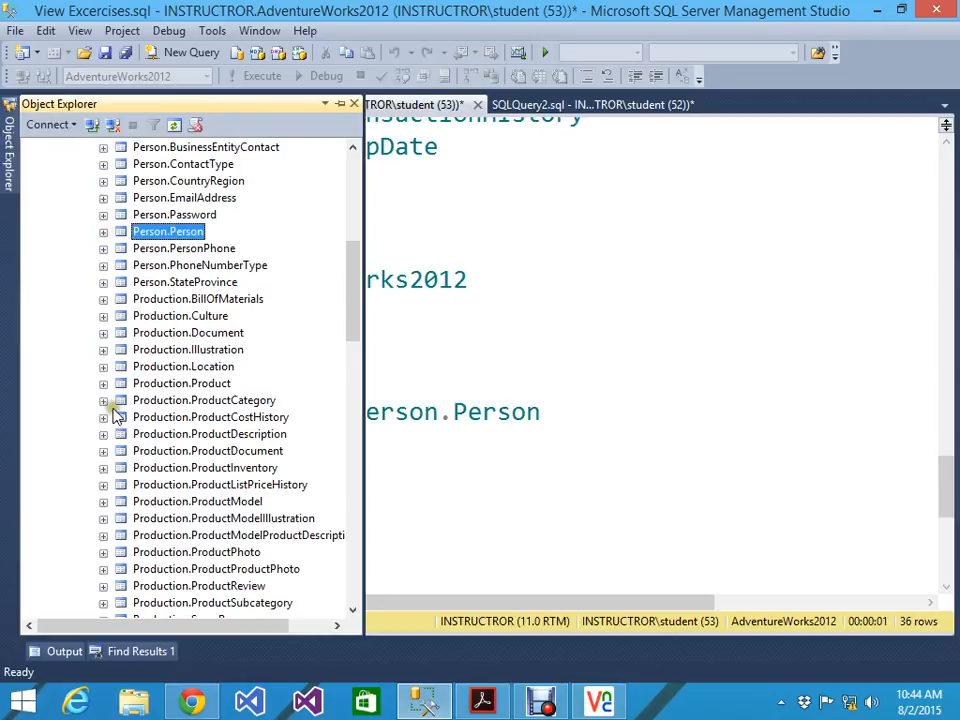 View Excercises.sql - INSTRUCTROR.AdventureWorks2012 (INSTRUCTROR\student (53))* - Microsoft SQL Server Management Studio
File Edit View Project Debug Tools Window Help
New Query
AdventureWorks2012 Execute Debug
Object Explorer
TROR\student (53))* SQLQuery2.sql - IN...TROR\student (52))*
Object Explorer
Connect
Person.BusinessEntityContact
Person.ContactType
Person.CountryRegion
Person.EmailAddress
Person.Password
Person.Person
Person.PersonPhone
Person.PhoneNumberType
Person.StateProvince
Production.BillOfMaterials
Production.Culture
Production.Document
Production.Illustration
Production.Location
Production.Product
Production.ProductCategory
Production.ProductCostHistory
Production.ProductDescription
Production.ProductDocument
Production.ProductInventory
Production.ProductListPriceHistory
Production.ProductModel
Production.ProductModelIllustration
Production.ProductModelProductDescripti
Production.ProductPhoto
Production.ProductProductPhoto
Production.ProductReview
Production.ProductSubcategory
nsactionHistory
pDate
rks2012
erson.Person
INSTRUCTROR (11.0 RTM) INSTRUCTROR\student (53) AdventureWorks2012 00:00:01 36 rows
Output Find Results 1
Ready
10:44 AM
8/2/2015